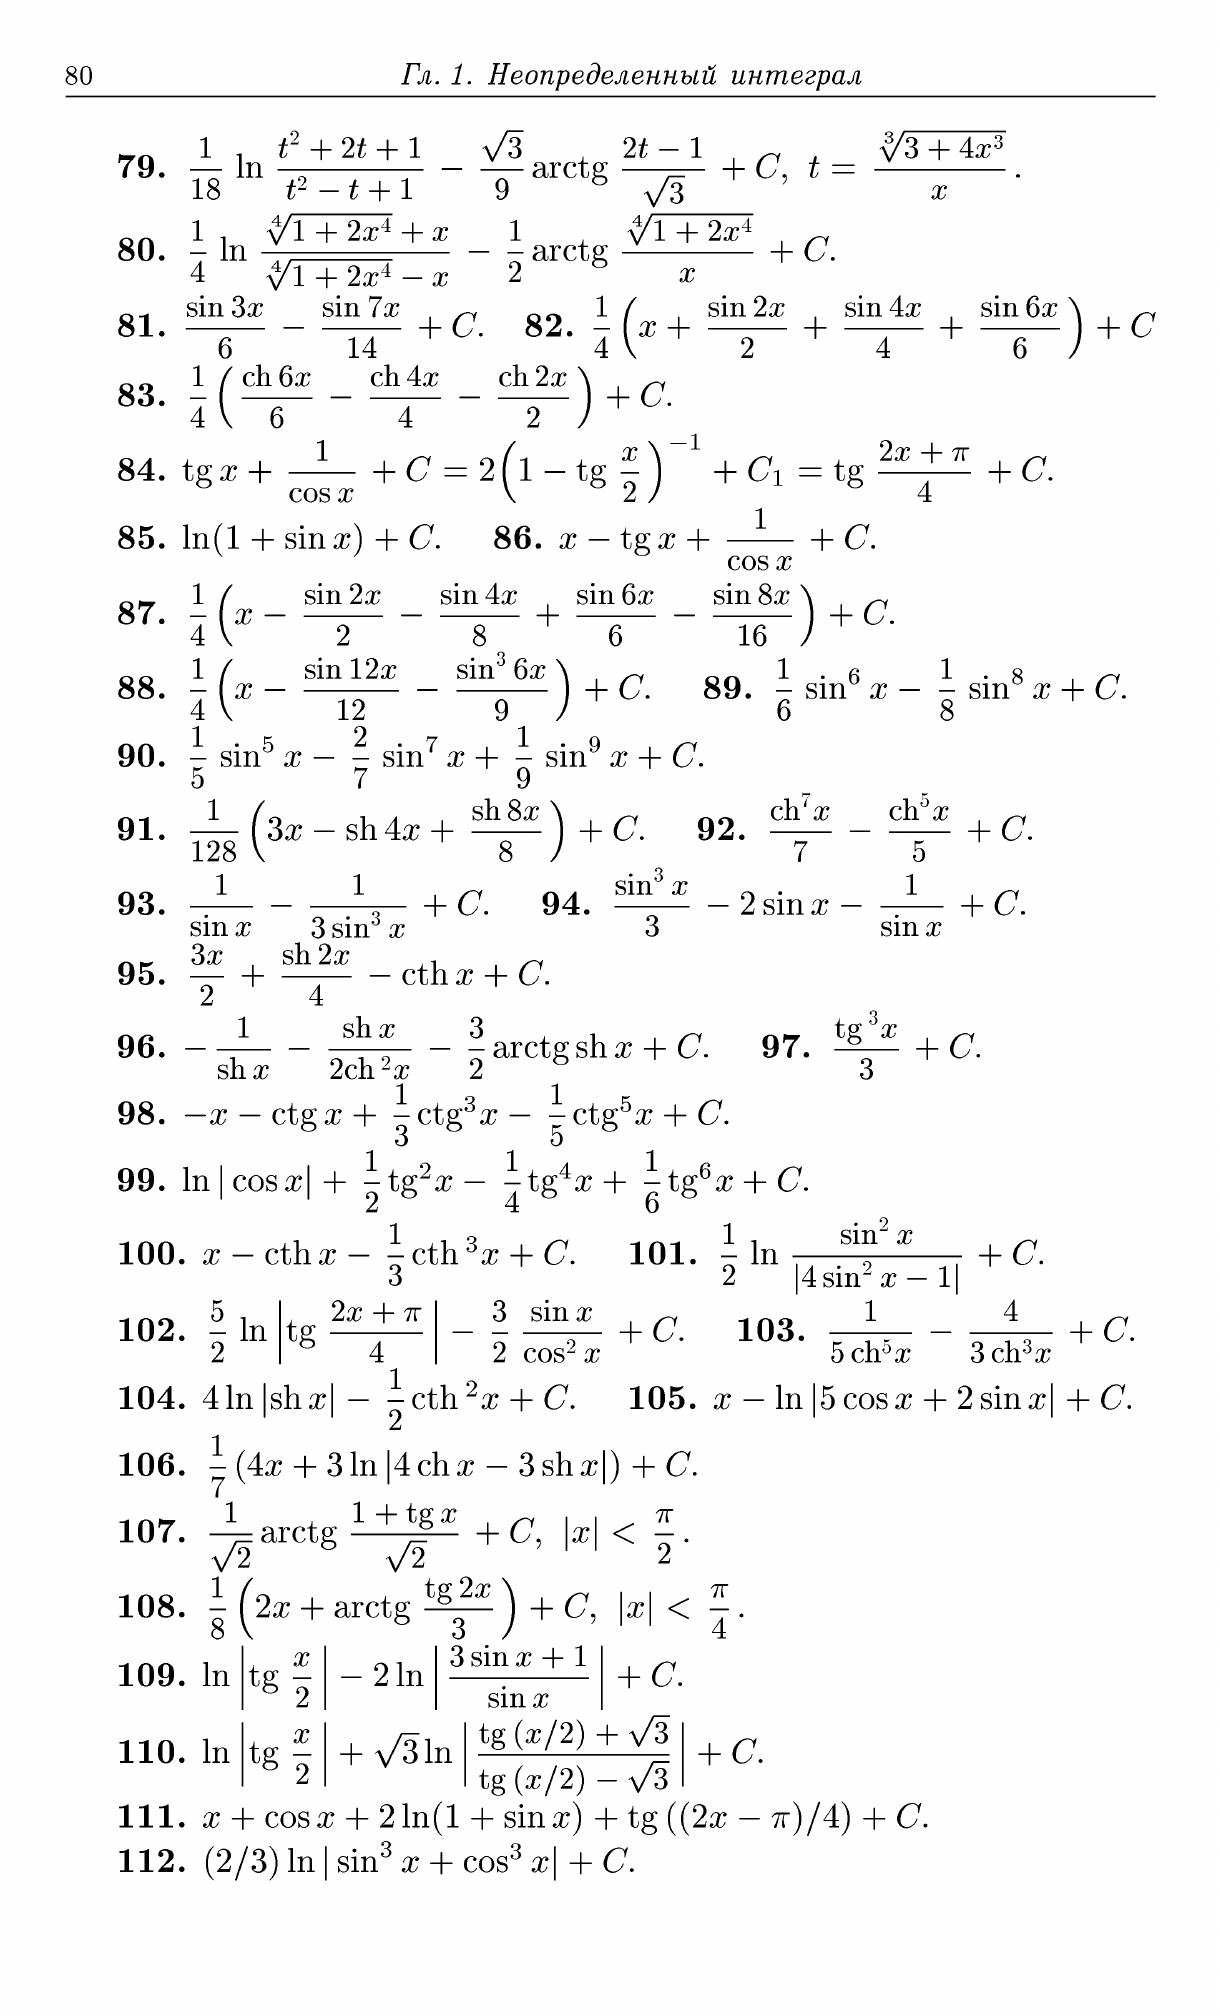 80 Гл. 1. Неопределенный интеграл
79. $\frac{1}{18} \ln \frac{t^2 + 2t + 1}{t^2 - t + 1} - \frac{\sqrt{3}}{9} \operatorname{arctg} \frac{2t - 1}{\sqrt{3}} + C, \ t = \frac{\sqrt[3]{3 + 4x^3}}{x}.$
80. $\frac{1}{4} \ln \frac{\sqrt[4]{1 + 2x^4} + x}{\sqrt[4]{1 + 2x^4} - x} - \frac{1}{2} \operatorname{arctg} \frac{\sqrt[4]{1 + 2x^4}}{x} + C.$
81. $\frac{\sin 3x}{6} - \frac{\sin 7x}{14} + C.$ 82. $\frac{1}{4} \left( x + \frac{\sin 2x}{2} + \frac{\sin 4x}{4} + \frac{\sin 6x}{6} \right) + C$
83. $\frac{1}{4} \left( \frac{\operatorname{ch} 6x}{6} - \frac{\operatorname{ch} 4x}{4} - \frac{\operatorname{ch} 2x}{2} \right) + C.$
84. $\operatorname{tg} x + \frac{1}{\cos x} + C = 2 \left( 1 - \operatorname{tg} \frac{x}{2} \right)^{-1} + C_1 = \operatorname{tg} \frac{2x + \pi}{4} + C.$
85. $\ln(1 + \sin x) + C.$ 86. $x - \operatorname{tg} x + \frac{1}{\cos x} + C.$
87. $\frac{1}{4} \left( x - \frac{\sin 2x}{2} - \frac{\sin 4x}{8} + \frac{\sin 6x}{6} - \frac{\sin 8x}{16} \right) + C.$
88. $\frac{1}{4} \left( x - \frac{\sin 12x}{12} - \frac{\sin^3 6x}{9} \right) + C.$ 89. $\frac{1}{6} \sin^6 x - \frac{1}{8} \sin^8 x + C.$
90. $\frac{1}{5} \sin^5 x - \frac{2}{7} \sin^7 x + \frac{1}{9} \sin^9 x + C.$
91. $\frac{1}{128} \left( 3x - \operatorname{sh} 4x + \frac{\operatorname{sh} 8x}{8} \right) + C.$ 92. $\frac{\operatorname{ch}^7 x}{7} - \frac{\operatorname{ch}^5 x}{5} + C.$
93. $\frac{1}{\sin x} - \frac{1}{3 \sin^3 x} + C.$ 94. $\frac{\sin^3 x}{3} - 2 \sin x - \frac{1}{\sin x} + C.$
95. $\frac{3x}{2} + \frac{\operatorname{sh} 2x}{4} - \operatorname{cth} x + C.$
96. $-\frac{1}{\operatorname{sh} x} - \frac{\operatorname{sh} x}{2 \operatorname{ch}^2 x} - \frac{3}{2} \operatorname{arctg} \operatorname{sh} x + C.$ 97. $\frac{\operatorname{tg}^3 x}{3} + C.$
98. $-x - \operatorname{ctg} x + \frac{1}{3} \operatorname{ctg}^3 x - \frac{1}{5} \operatorname{ctg}^5 x + C.$
99. $\ln |\cos x| + \frac{1}{2} \operatorname{tg}^2 x - \frac{1}{4} \operatorname{tg}^4 x + \frac{1}{6} \operatorname{tg}^6 x + C.$
100. $x - \operatorname{cth} x - \frac{1}{3} \operatorname{cth}^3 x + C.$ 101. $\frac{1}{2} \ln \frac{\sin^2 x}{|4 \sin^2 x - 1|} + C.$
102. $\frac{5}{2} \ln \left| \operatorname{tg} \frac{2x + \pi}{4} \right| - \frac{3}{2} \frac{\sin x}{\cos^2 x} + C.$ 103. $\frac{1}{5 \operatorname{ch}^5 x} - \frac{4}{3 \operatorname{ch}^3 x} + C.$
104. $4 \ln |\operatorname{sh} x| - \frac{1}{2} \operatorname{cth}^2 x + C.$ 105. $x - \ln |5 \cos x + 2 \sin x| + C.$
106. $\frac{1}{7} (4x + 3 \ln |4 \operatorname{ch} x - 3 \operatorname{sh} x|) + C.$
107. $\frac{1}{\sqrt{2}} \operatorname{arctg} \frac{1 + \operatorname{tg} x}{\sqrt{2}} + C, \ |x| < \frac{\pi}{2}.$
108. $\frac{1}{8} \left( 2x + \operatorname{arctg} \frac{\operatorname{tg} 2x}{3} \right) + C, \ |x| < \frac{\pi}{4}.$
109. $\ln \left| \operatorname{tg} \frac{x}{2} \right| - 2 \ln \left| \frac{3 \sin x + 1}{\sin x} \right| + C.$
110. $\ln \left| \operatorname{tg} \frac{x}{2} \right| + \sqrt{3} \ln \left| \frac{\operatorname{tg}(x/2) + \sqrt{3}}{\operatorname{tg}(x/2) - \sqrt{3}} \right| + C.$
111. $x + \cos x + 2 \ln(1 + \sin x) + \operatorname{tg}((2x - \pi)/4) + C.$
112. $(2/3) \ln |\sin^3 x + \cos^3 x| + C.$